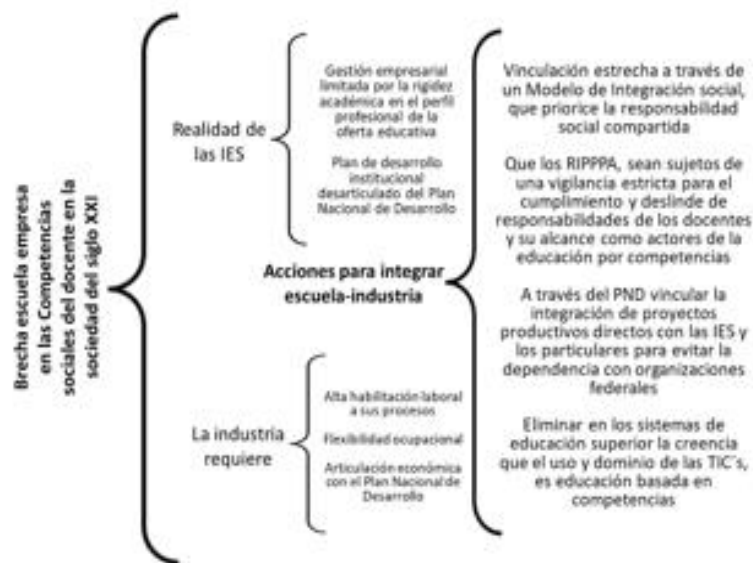 Brecha escuela empresa
en las Competencias
sociales del docente en la
sociedad del siglo XXI
Realidad de
las IES
Gestión empresarial
limitada por la rigidez
académica en el perfil
profesional de la
oferta educativa
Plan de desarrollo
institucional
desarticulado del Plan
Nacional de Desarrollo
Acciones para integrar
escuela-industria
La industria
requiere
Alta habilitación laboral
a sus procesos
Flexibilidad ocupacional
Articulación económica
con el Plan Nacional de
Desarrollo
Vinculación estrecha a través de
un Modelo de Integración social,
que priorice la responsabilidad
social compartida
Que los RIPPPA, sean sujetos de
una vigilancia estricta para el
cumplimiento y deslinde de
responsabilidades de los docentes
y su alcance como actores de la
educación por competencias
A través del PND vincular la
integración de proyectos
productivos directos con las IES y
los particulares para evitar la
dependencia con organizaciones
federales
Eliminar en los sistemas de
educación superior la creencia
que el uso y dominio de las TIC´s,
es educación basada en
competencias